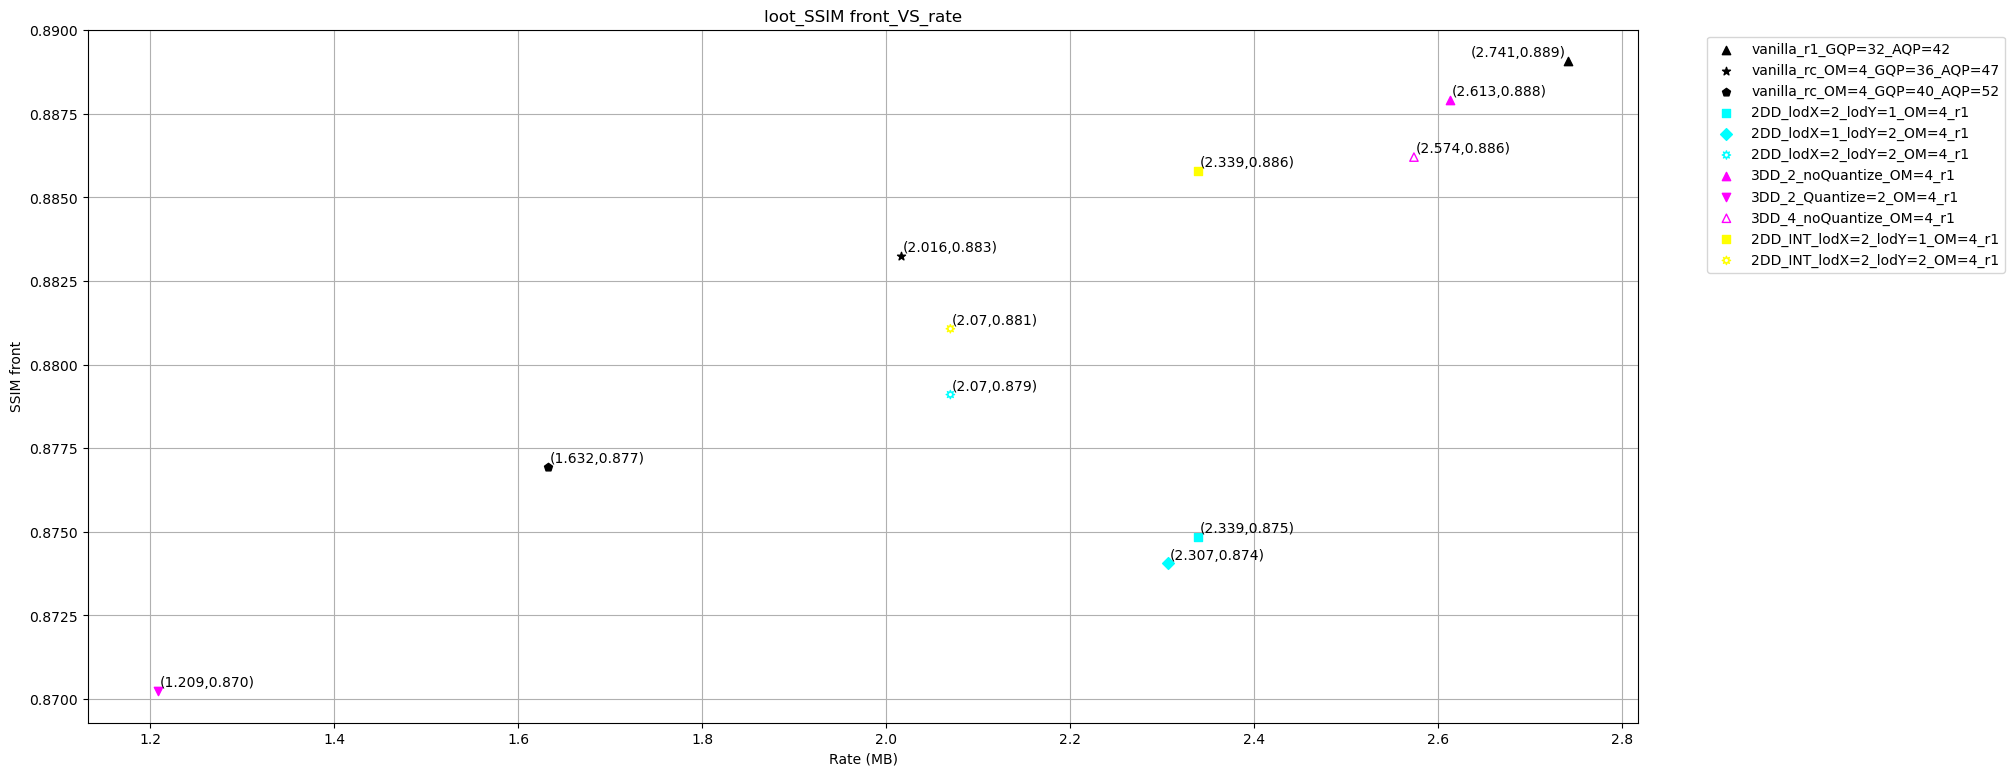 loot_SSIM front_VS_rate
0.8900
0.8875
0.8850
0.8825
0.8800
0.8775
0.8750
0.8725
0.8700
SSIM front
(2.741,0.889)
(2.613,0.888)
(2.574,0.886)
(2.339,0.886)
(2.016,0.883)
(2.07,0.881)
(2.07,0.879)
(1.632,0.877)
(2.339,0.875)
(2.307,0.874)
(1.209,0.870)
1.2 1.4 1.6 1.8 2.0 2.2 2.4 2.6 2.8
Rate (MB)
vanilla_r1_GQP=32_AQP=42
vanilla_rc_OM=4_GQP=36_AQP=47
vanilla_rc_OM=4_GQP=40_AQP=52
2DD_lodX=2_lodY=1_OM=4_r1
2DD_lodX=1_lodY=2_OM=4_r1
2DD_lodX=2_lodY=2_OM=4_r1
3DD_2_noQuantize_OM=4_r1
3DD_2_Quantize=2_OM=4_r1
3DD_4_noQuantize_OM=4_r1
2DD_INT_lodX=2_lodY=1_OM=4_r1
2DD_INT_lodX=2_lodY=2_OM=4_r1